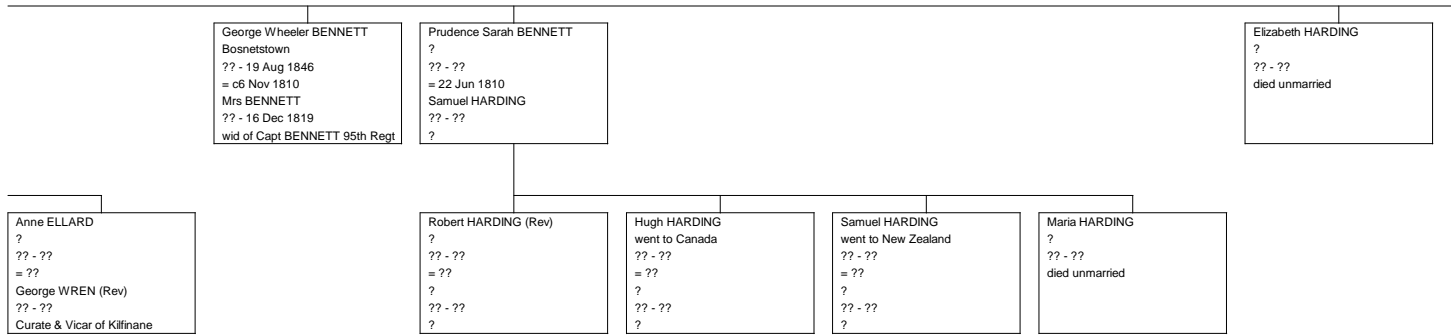 George Wheeler BENNETT
Bosnetstown
?? - 19 Aug 1846
= c6 Nov 1810
Mrs BENNETT
?? - 16 Dec 1819
wid of Capt BENNETT 95th Regt
Prudence Sarah BENNETT
?
?? - ??
= 22 Jun 1810
Samuel HARDING
?? - ??
?
Elizabeth HARDING
?
?? - ??
died unmarried
Anne ELLARD
?
?? - ??
= ??
George WREN (Rev)
?? - ??
Curate & Vicar of Kilfinane
Robert HARDING (Rev)
?
?? - ??
= ??
?
?? - ??
?
Hugh HARDING
went to Canada
?? - ??
= ??
?
?? - ??
?
Samuel HARDING
went to New Zealand
?? - ??
= ??
?
?? - ??
?
Maria HARDING
?
?? - ??
died unmarried